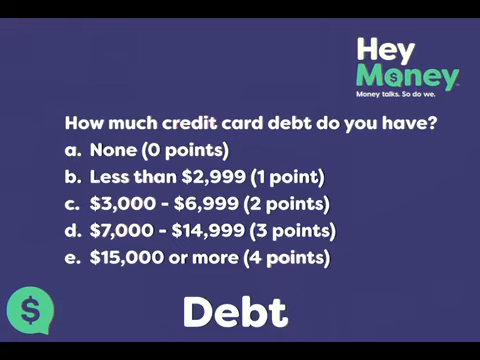 Hey
Money™
Money talks. So do we.
How much credit card debt do you have?
a. None (0 points)
b. Less than $2,999 (1 point)
c. $3,000 - $6,999 (2 points)
d. $7,000 - $14,999 (3 points)
e. $15,000 or more (4 points)
$
Debt